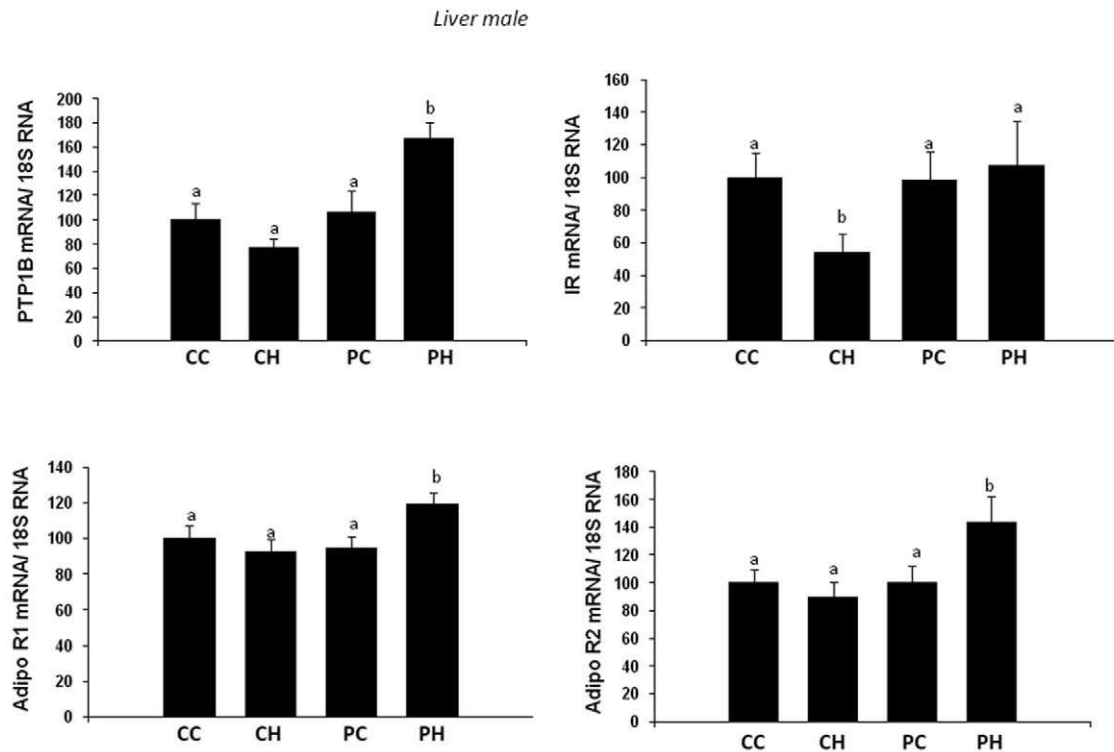 Liver male
PTP1B mRNA/ 18S RNA
200
180
160
140
120
100
80
60
40
20
0
a
a
a
b
CC CH PC PH
IR mRNA/ 18S RNA
160
140
120
100
80
60
40
20
0
a
b
a
a
CC CH PC PH
Adipo R1 mRNA/ 18S RNA
140
120
100
80
60
40
20
0
a
a
a
b
CC CH PC PH
Adipo R2 mRNA/ 18S RNA
180
160
140
120
100
80
60
40
20
0
a
a
a
b
CC CH PC PH